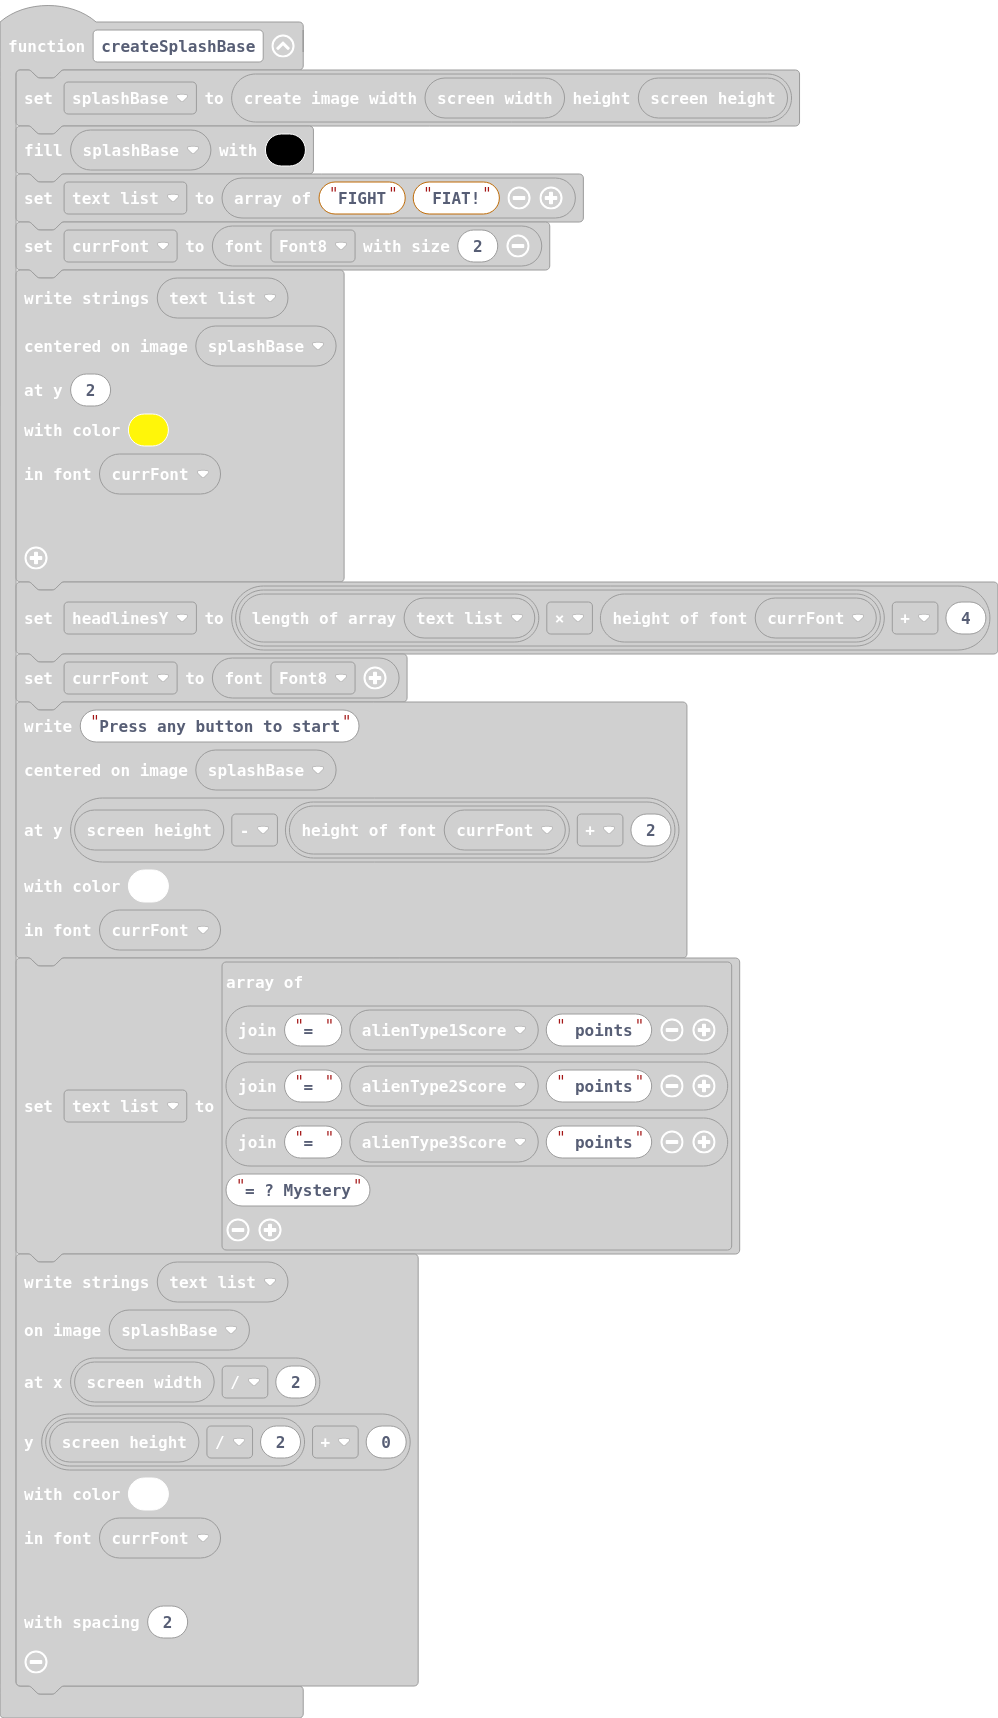 function createSplashBase
set splashBase to create image width screen width height screen height
fill splashBase with
set text list to array of "FIGHT" "FIAT!"
set currFont to font Font8 with size 2
write strings text list
centered on image splashBase
at y 2
with color
in font currFont
set headlinesY to length of array text list × height of font currFont + 4
set currFont to font Font8
write "Press any button to start"
centered on image splashBase
at y screen height - height of font currFont + 2
with color
in font currFont
array of
join "= " alienType1Score " points"
join "= " alienType2Score " points"
set text list to
join "= " alienType3Score " points"
"= ? Mystery"
write strings text list
on image splashBase
at x screen width / 2
y screen height / 2 + 0
with color
in font currFont
with spacing 2